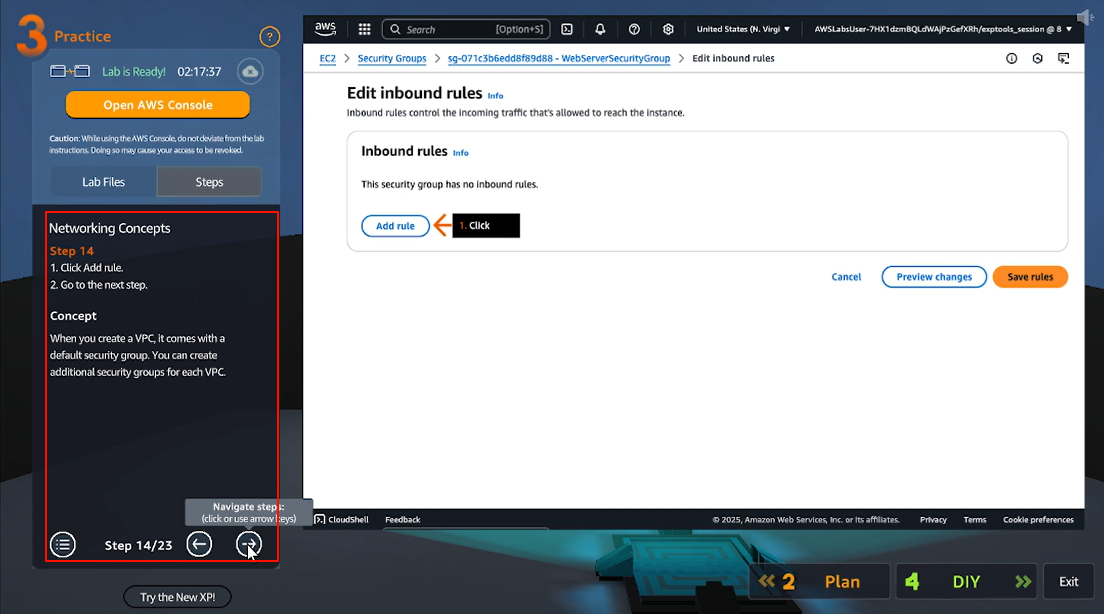 3 Practice
?
Lab is Ready! 02:17:37
Open AWS Console
Caution: While using the AWS Console, do not deviate from the lab
instructions. Doing so may cause your access to be revoked.
Lab Files
Steps
Networking Concepts
Step 14
1. Click Add rule.
2. Go to the next step.
Concept
When you create a VPC, it comes with a
default security group. You can create
additional security groups for each VPC.
Navigate steps:
(click or use arrow keys)
Step 14/23
Try the New XP!
aws
Search [Option+S]
United States (N. Virgi
AWSLabsUser-7HX1dzmBQLdWAjPzGefXRh/exptools_session @ 8
EC2 > Security Groups > sg-071c3b6edd8f89d88 - WebServerSecurityGroup > Edit inbound rules
Edit inbound rules Info
Inbound rules control the incoming traffic that's allowed to reach the instance.
Inbound rules Info
This security group has no inbound rules.
Add rule
1. Click
Cancel
Preview changes
Save rules
CloudShell
Feedback
© 2025, Amazon Web Services, Inc. or its affiliates.
Privacy
Terms
Cookie preferences
2 Plan
4 DIY
Exit